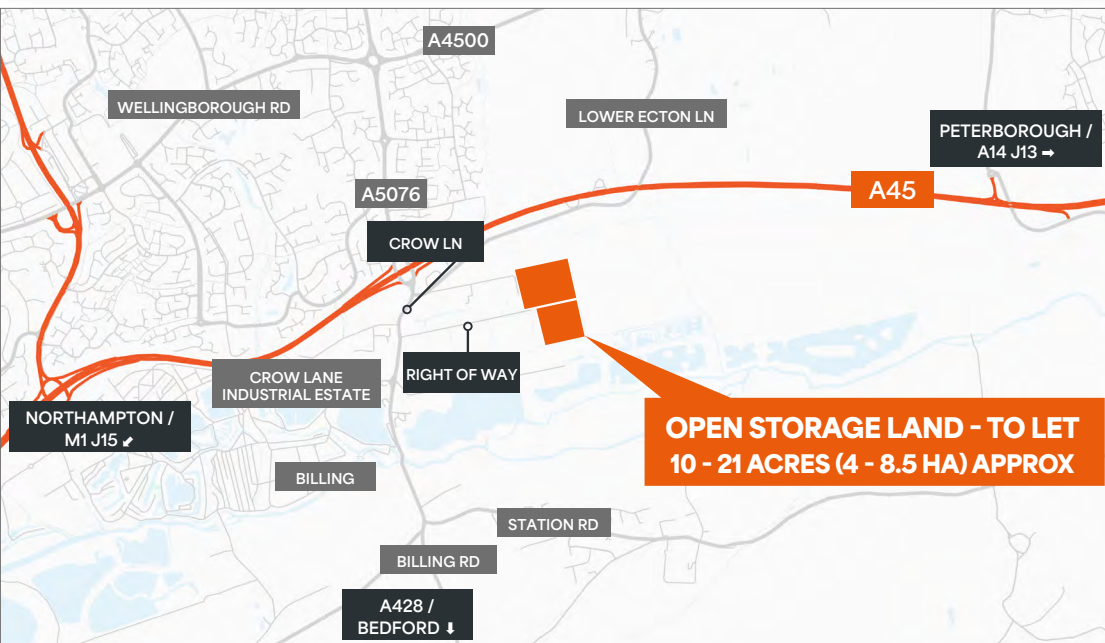 A4500
WELLINGBOROUGH RD
LOWER ECTON LN
PETERBOROUGH /
A14 J13 ➡
A5076
A45
CROW LN
RIGHT OF WAY
CROW LANE
INDUSTRIAL ESTATE
NORTHAMPTON /
M1 J15 ⬋
OPEN STORAGE LAND - TO LET
10 - 21 ACRES (4 - 8.5 HA) APPROX
BILLING
STATION RD
BILLING RD
A428 /
BEDFORD ⬇